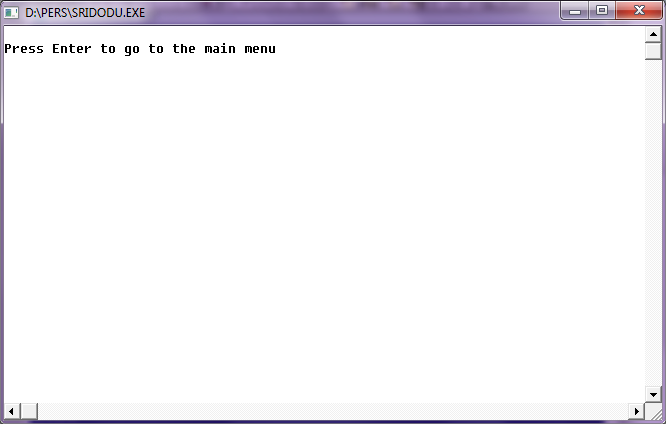 D:\PERS\SRIDODU.EXE
Press Enter to go to the main menu